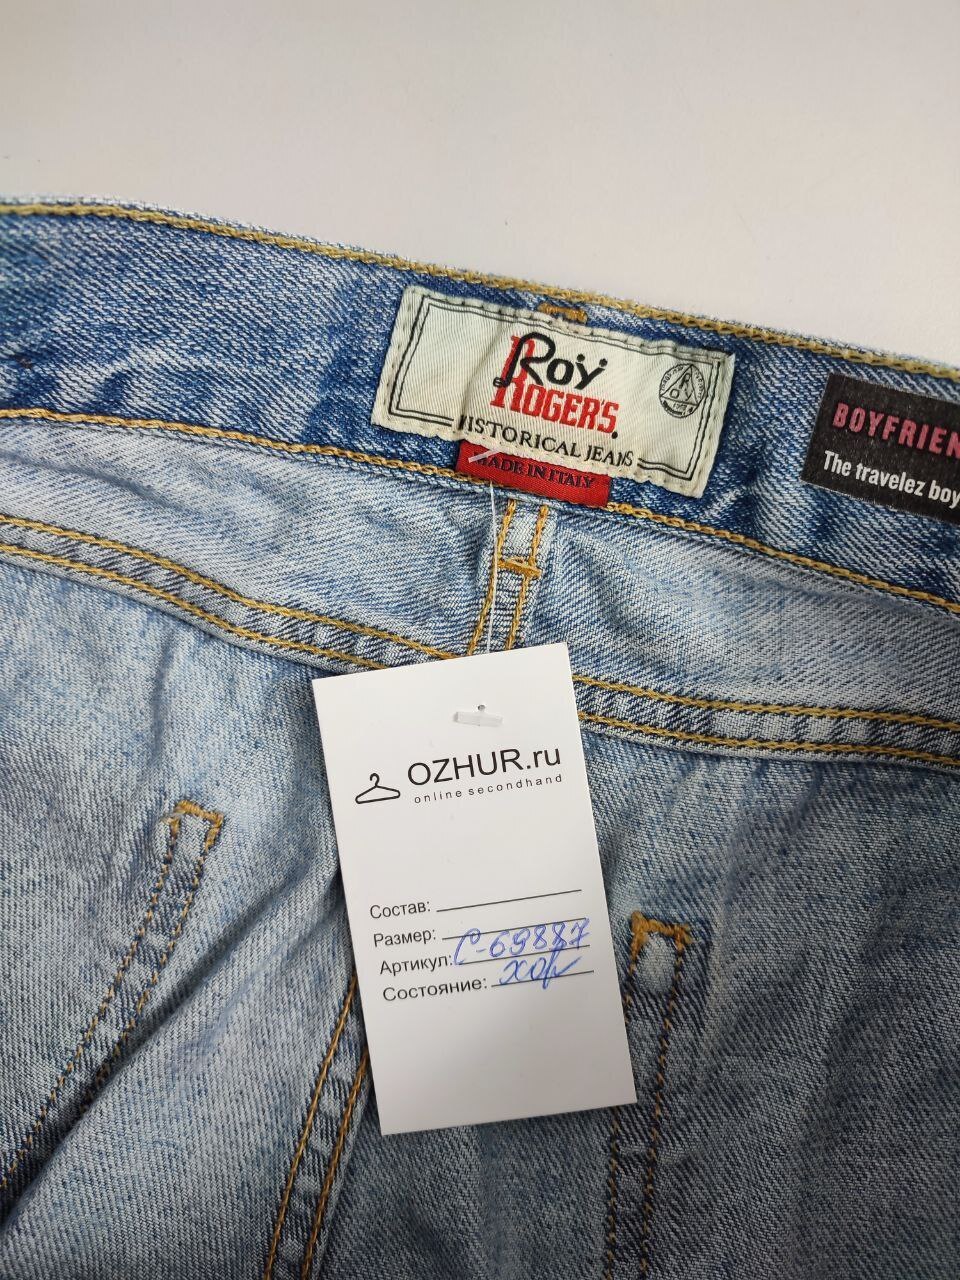 Roy
ROGER'S
HISTORICAL JEANS
MADE IN ITALY
BOYFRIEN
The travelez boy
OZHUR.ru
online secondhand
Состав:
Размер:
Артикул: С-69887
Состояние: хор